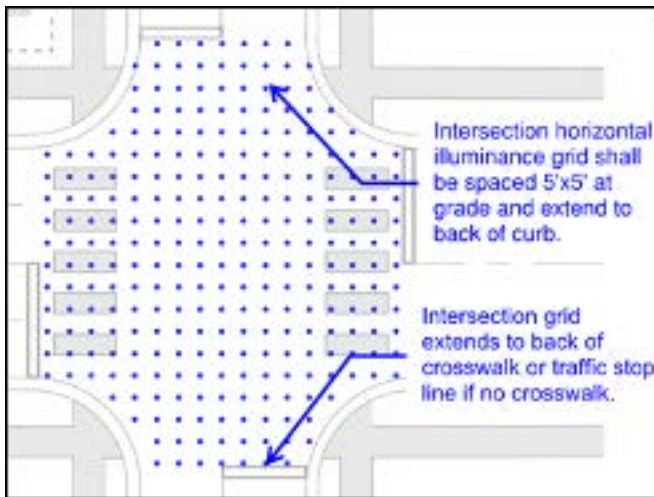 Intersection horizontal
illuminance grid shall
be spaced 5'x5' at
grade and extend to
back of curb.
Intersection grid
extends to back of
crosswalk or traffic stop
line if no crosswalk.